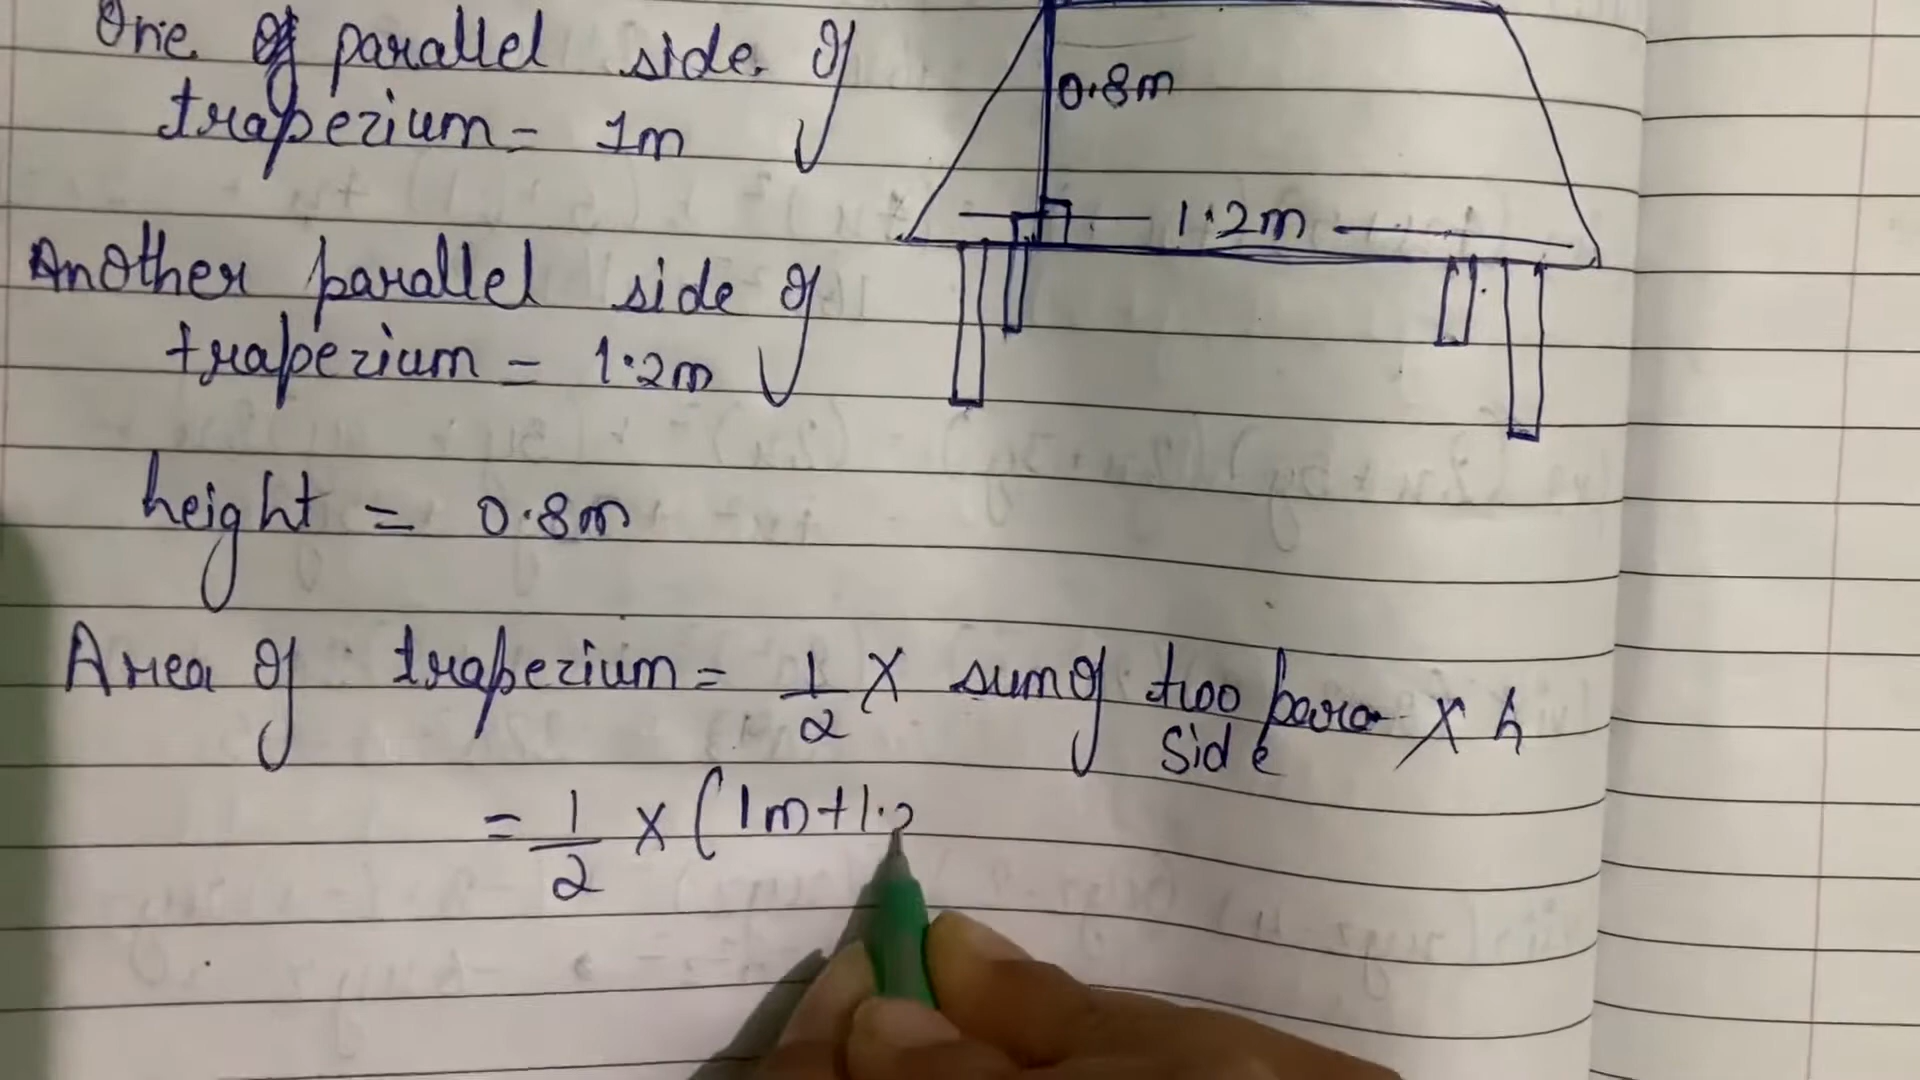 One of parallel side of
trapezium = 1m
0.8m
1.2m
Another parallel side of
trapezium = 1.2m
height = 0.8m
Area of trapezium = 1/2 × sum of two para × h
side
= 1/2 × (1m+1.2